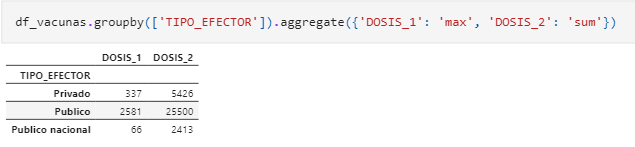 df_vacunas.groupby(['TIPO_EFECTOR']).aggregate({'DOSIS_1': 'max', 'DOSIS_2': 'sum'})
DOSIS_1 DOSIS_2
TIPO_EFECTOR
Privado 337 5426
Publico 2581 25500
Publico nacional 66 2413